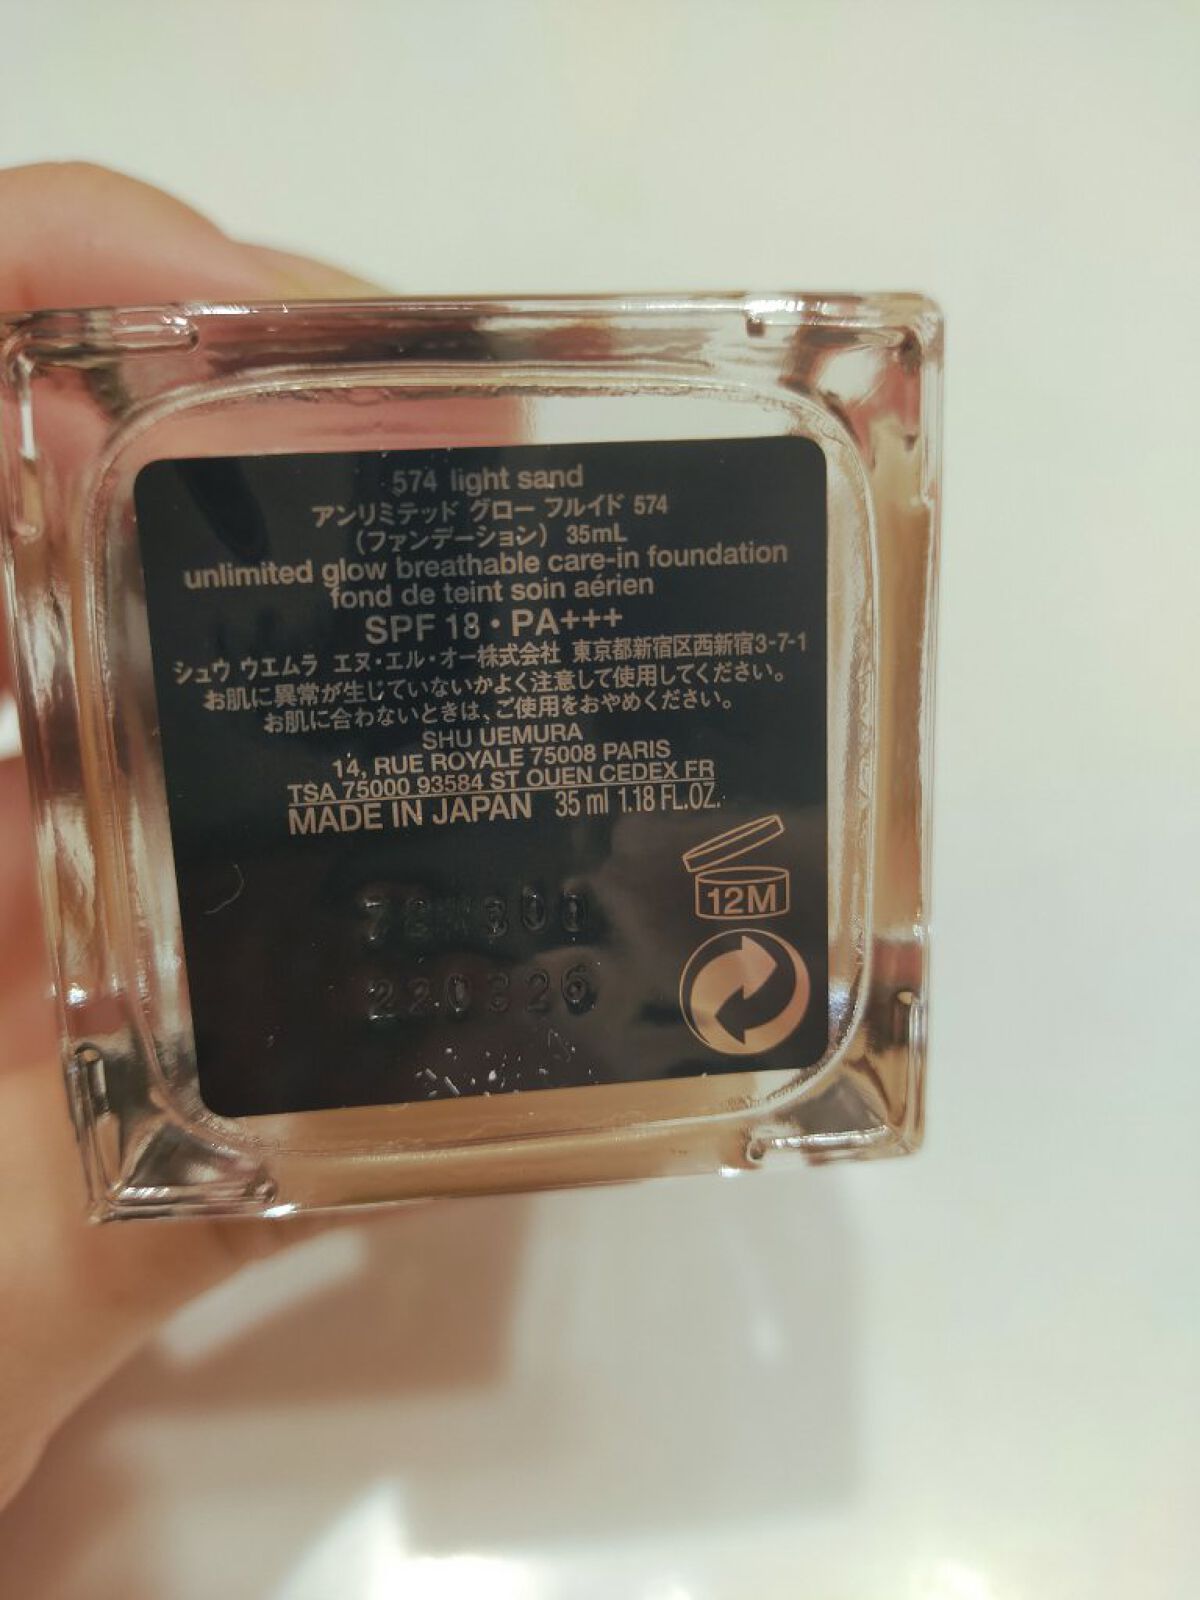 574 light sand
アンリミテッド グロー フルイド 574
(ファンデーション) 35mL
unlimited glow breathable care-in foundation
fond de teint soin aérien
SPF 18・PA+++
シュウ ウエムラ エヌ・エル・オー株式会社 東京都新宿区西新宿3-7-1
お肌に異常が生じていないかよく注意して使用してください。
お肌に合わないときは、ご使用をおやめください。
SHU UEMURA
14, RUE ROYALE 75008 PARIS
TSA 75000 93584 ST OUEN CEDEX FR
MADE IN JAPAN 35 ml 1.18 FL.OZ.
12M